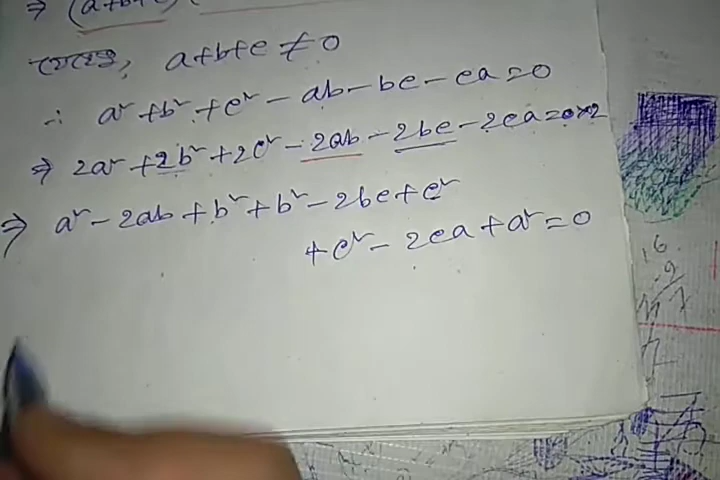 ⇒ (a+b+c)
যেহেতু, a+b+c ≠ 0
∴ a² + b² + c² - ab - bc - ca = 0
⇒ 2a² + 2b² + 2c² - 2ab - 2bc - 2ca = 0×2
⇒ a² - 2ab + b² + b² - 2bc + c²
+ c² - 2ca + a² = 0
16